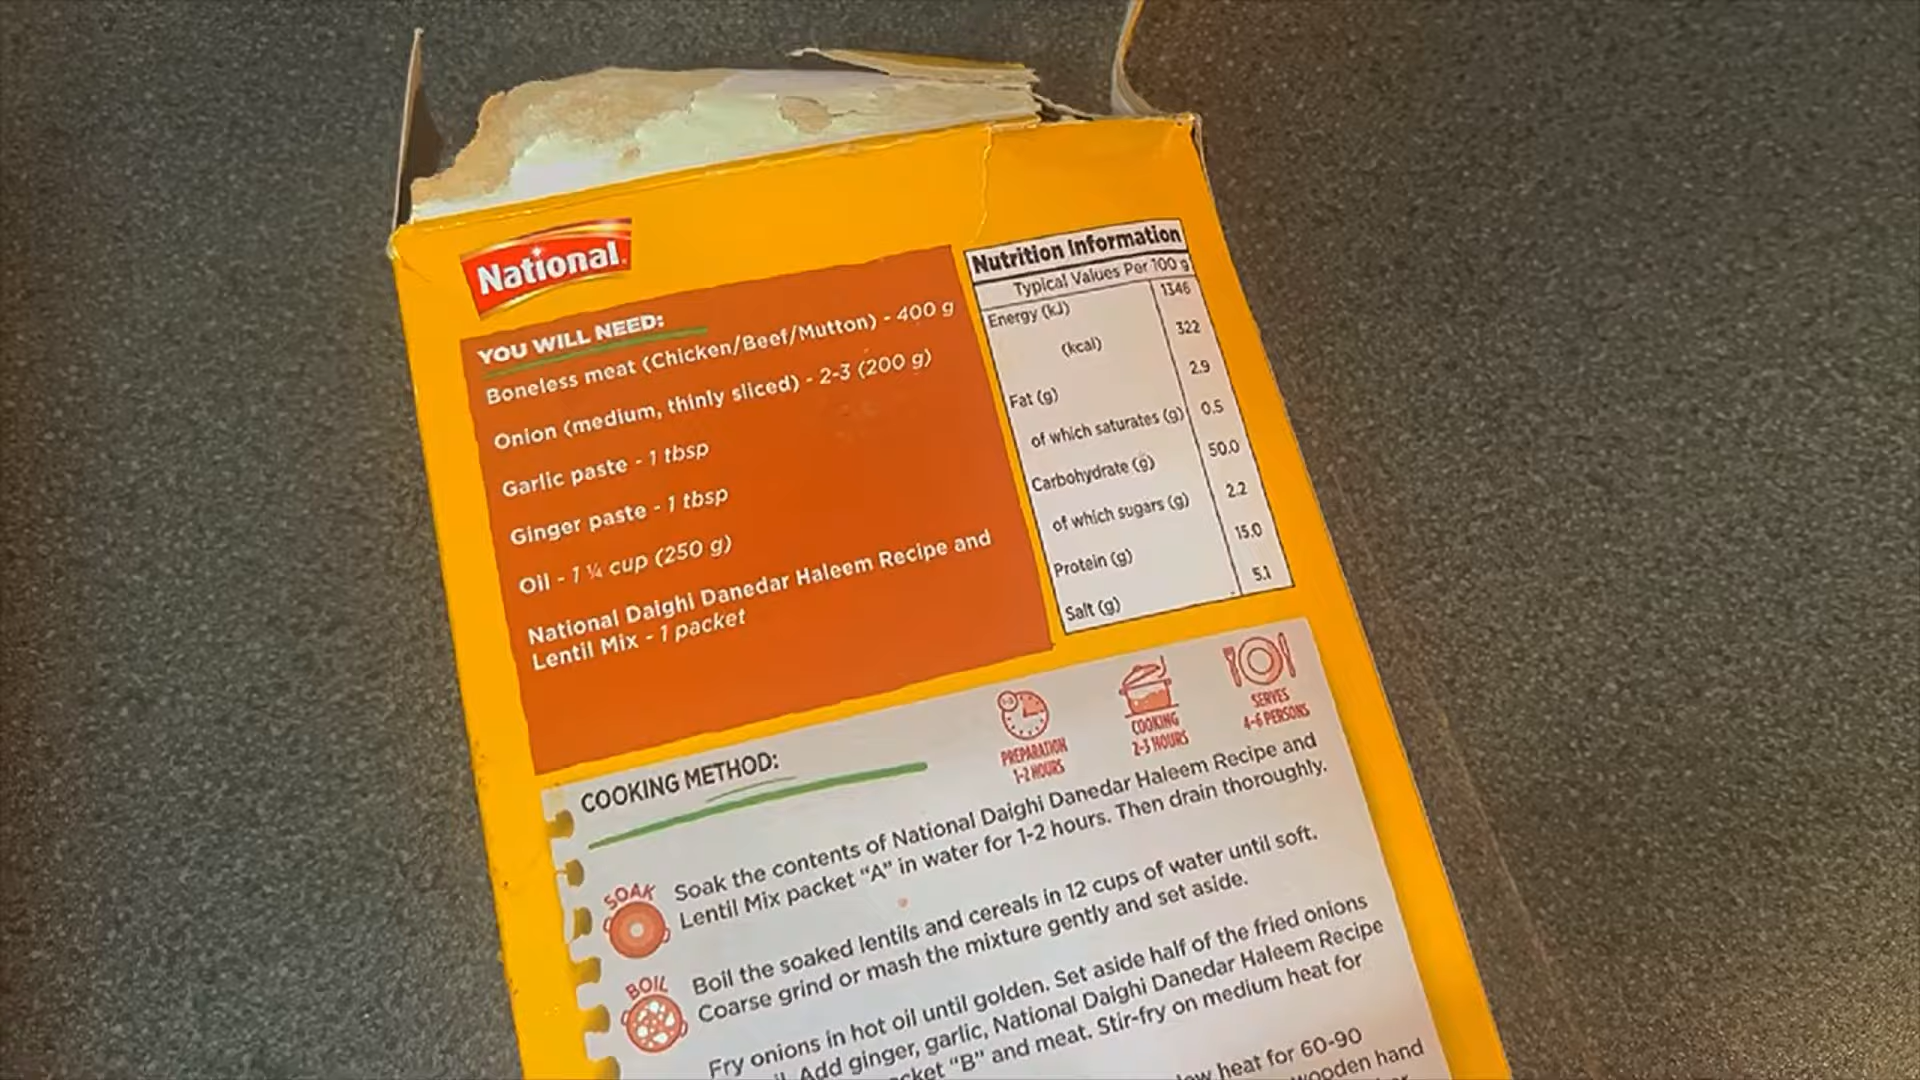 National
YOU WILL NEED:
Boneless meat (Chicken/Beef/Mutton) - 400 g
Onion (medium, thinly sliced) - 2-3 (200 g)
Garlic paste - 1 tbsp
Ginger paste - 1 tbsp
Oil - 1 ¼ cup (250 g)
National Daighi Danedar Haleem Recipe and
Lentil Mix - 1 packet
Nutrition Information
Typical Values Per 100 g
Energy (kJ) 1346
(kcal) 322
Fat (g) 2.9
of which saturates (g) 0.5
Carbohydrate (g) 50.0
of which sugars (g) 2.2
Protein (g) 15.0
Salt (g) 5.1
PREPARATION
1-2 HOURS
COOKING
2-3 HOURS
SERVES
4-6 PERSONS
COOKING METHOD:
SOAK
Soak the contents of National Daighi Danedar Haleem Recipe and
Lentil Mix packet “A” in water for 1-2 hours. Then drain thoroughly.
BOIL
Boil the soaked lentils and cereals in 12 cups of water until soft.
Coarse grind or mash the mixture gently and set aside.
Fry onions in hot oil until golden. Set aside half of the fried onions
Add ginger, garlic, National Daighi Danedar Haleem Recipe
“B” and meat. Stir-fry on medium heat for
heat for 60-90
wooden hand